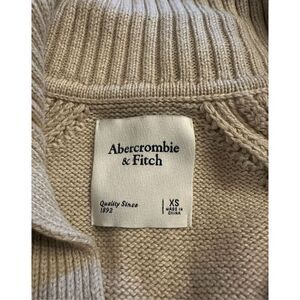 Abercrombie
& Fitch
Quality Since
1892
XS
MADE IN
CHINA